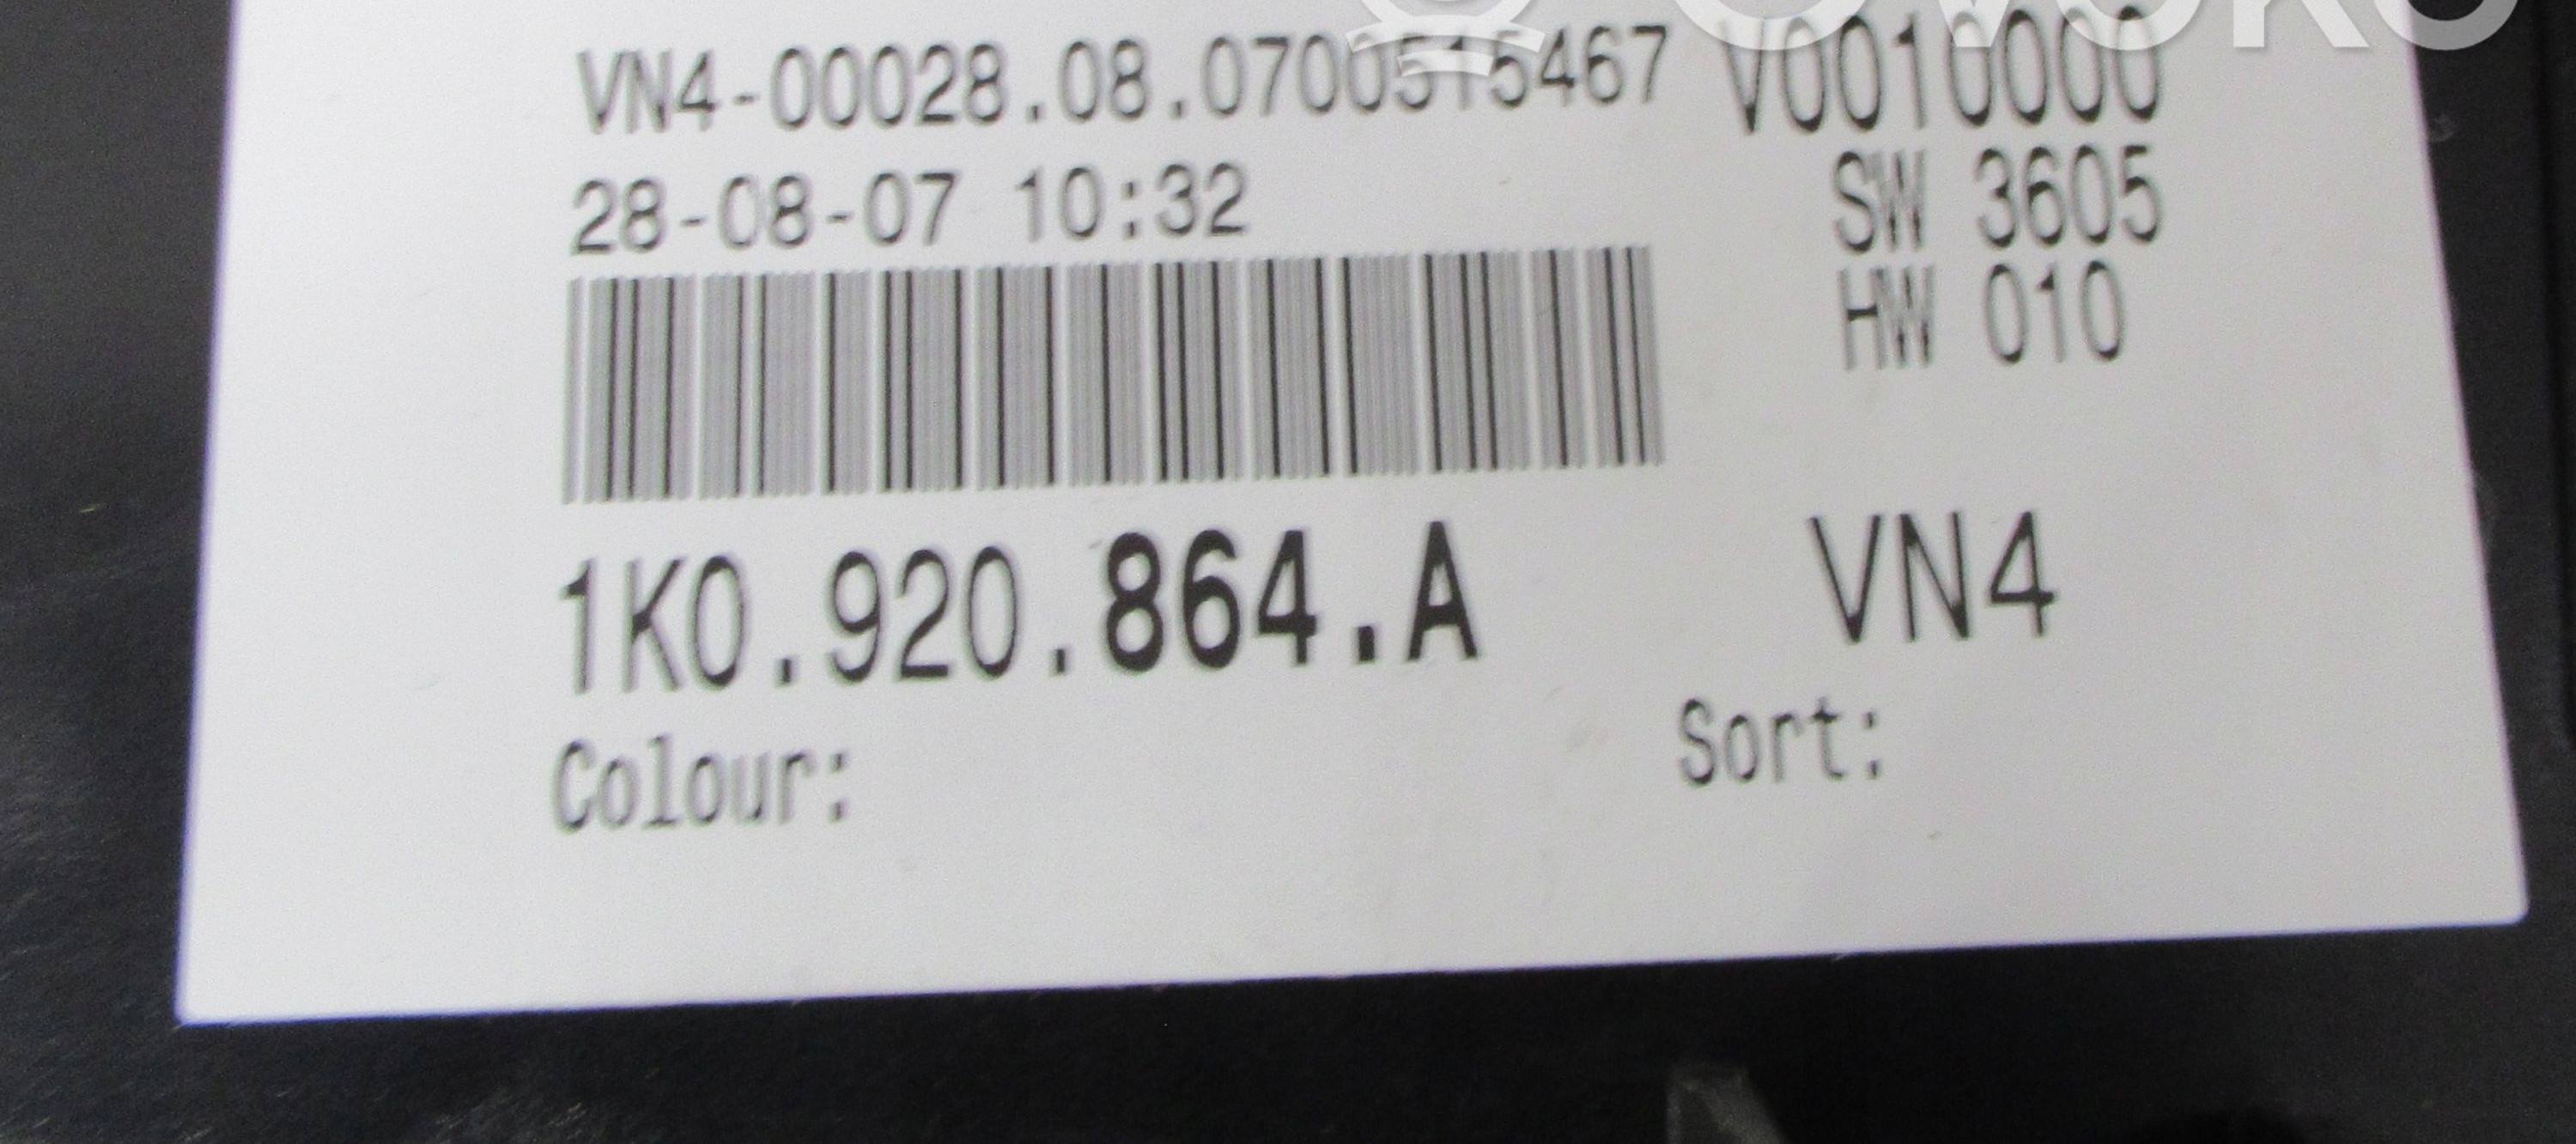 OVOKO
VN4-00028.08.0700515467 V0010000
28-08-07 10:32 SW 3605
HW 010
1K0.920.864.A VN4
Colour: Sort: